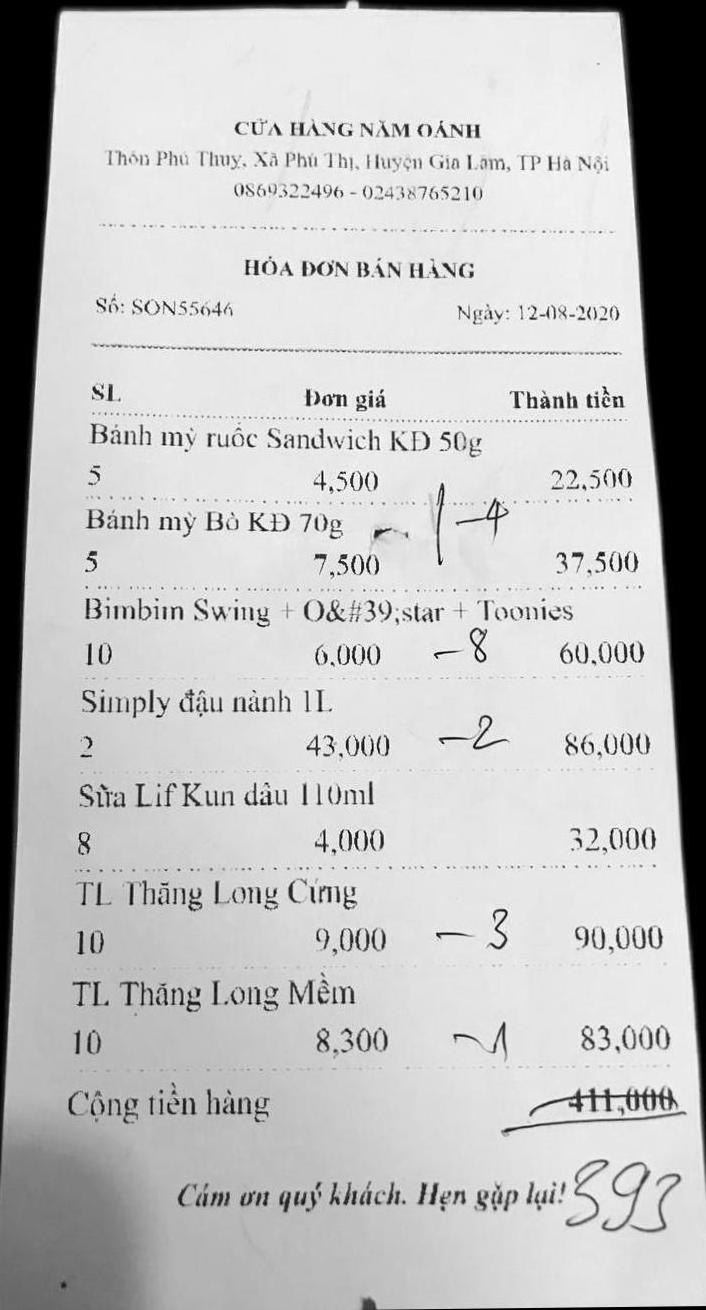 CỬA HÀNG NĂM OÁNH
Thôn Phú Thuỵ, Xã Phú Thị, Huyện Gia Lâm, TP Hà Nội
0869322496 - 02438765210
HÓA ĐƠN BÁN HÀNG
Số: SON55646 Ngày: 12-08-2020
SL Đơn giá Thành tiền
Bánh mỳ ruốc Sandwich KĐ 50g
5 4,500 22,500
Bánh mỳ Bò KĐ 70g - 4
5 7,500 37,500
Bimbim Swing + O&#39;star + Toonies
10 6,000 - 8 60,000
Simply đậu nành 1L
2 43,000 - 2 86,000
Sữa Lif Kun dâu 110ml
8 4,000 32,000
TL Thăng Long Cứng
10 9,000 - 3 90,000
TL Thăng Long Mềm
10 8,300 - 1 83,000
Cộng tiền hàng 411,000
Cám ơn quý khách. Hẹn gặp lại! 393